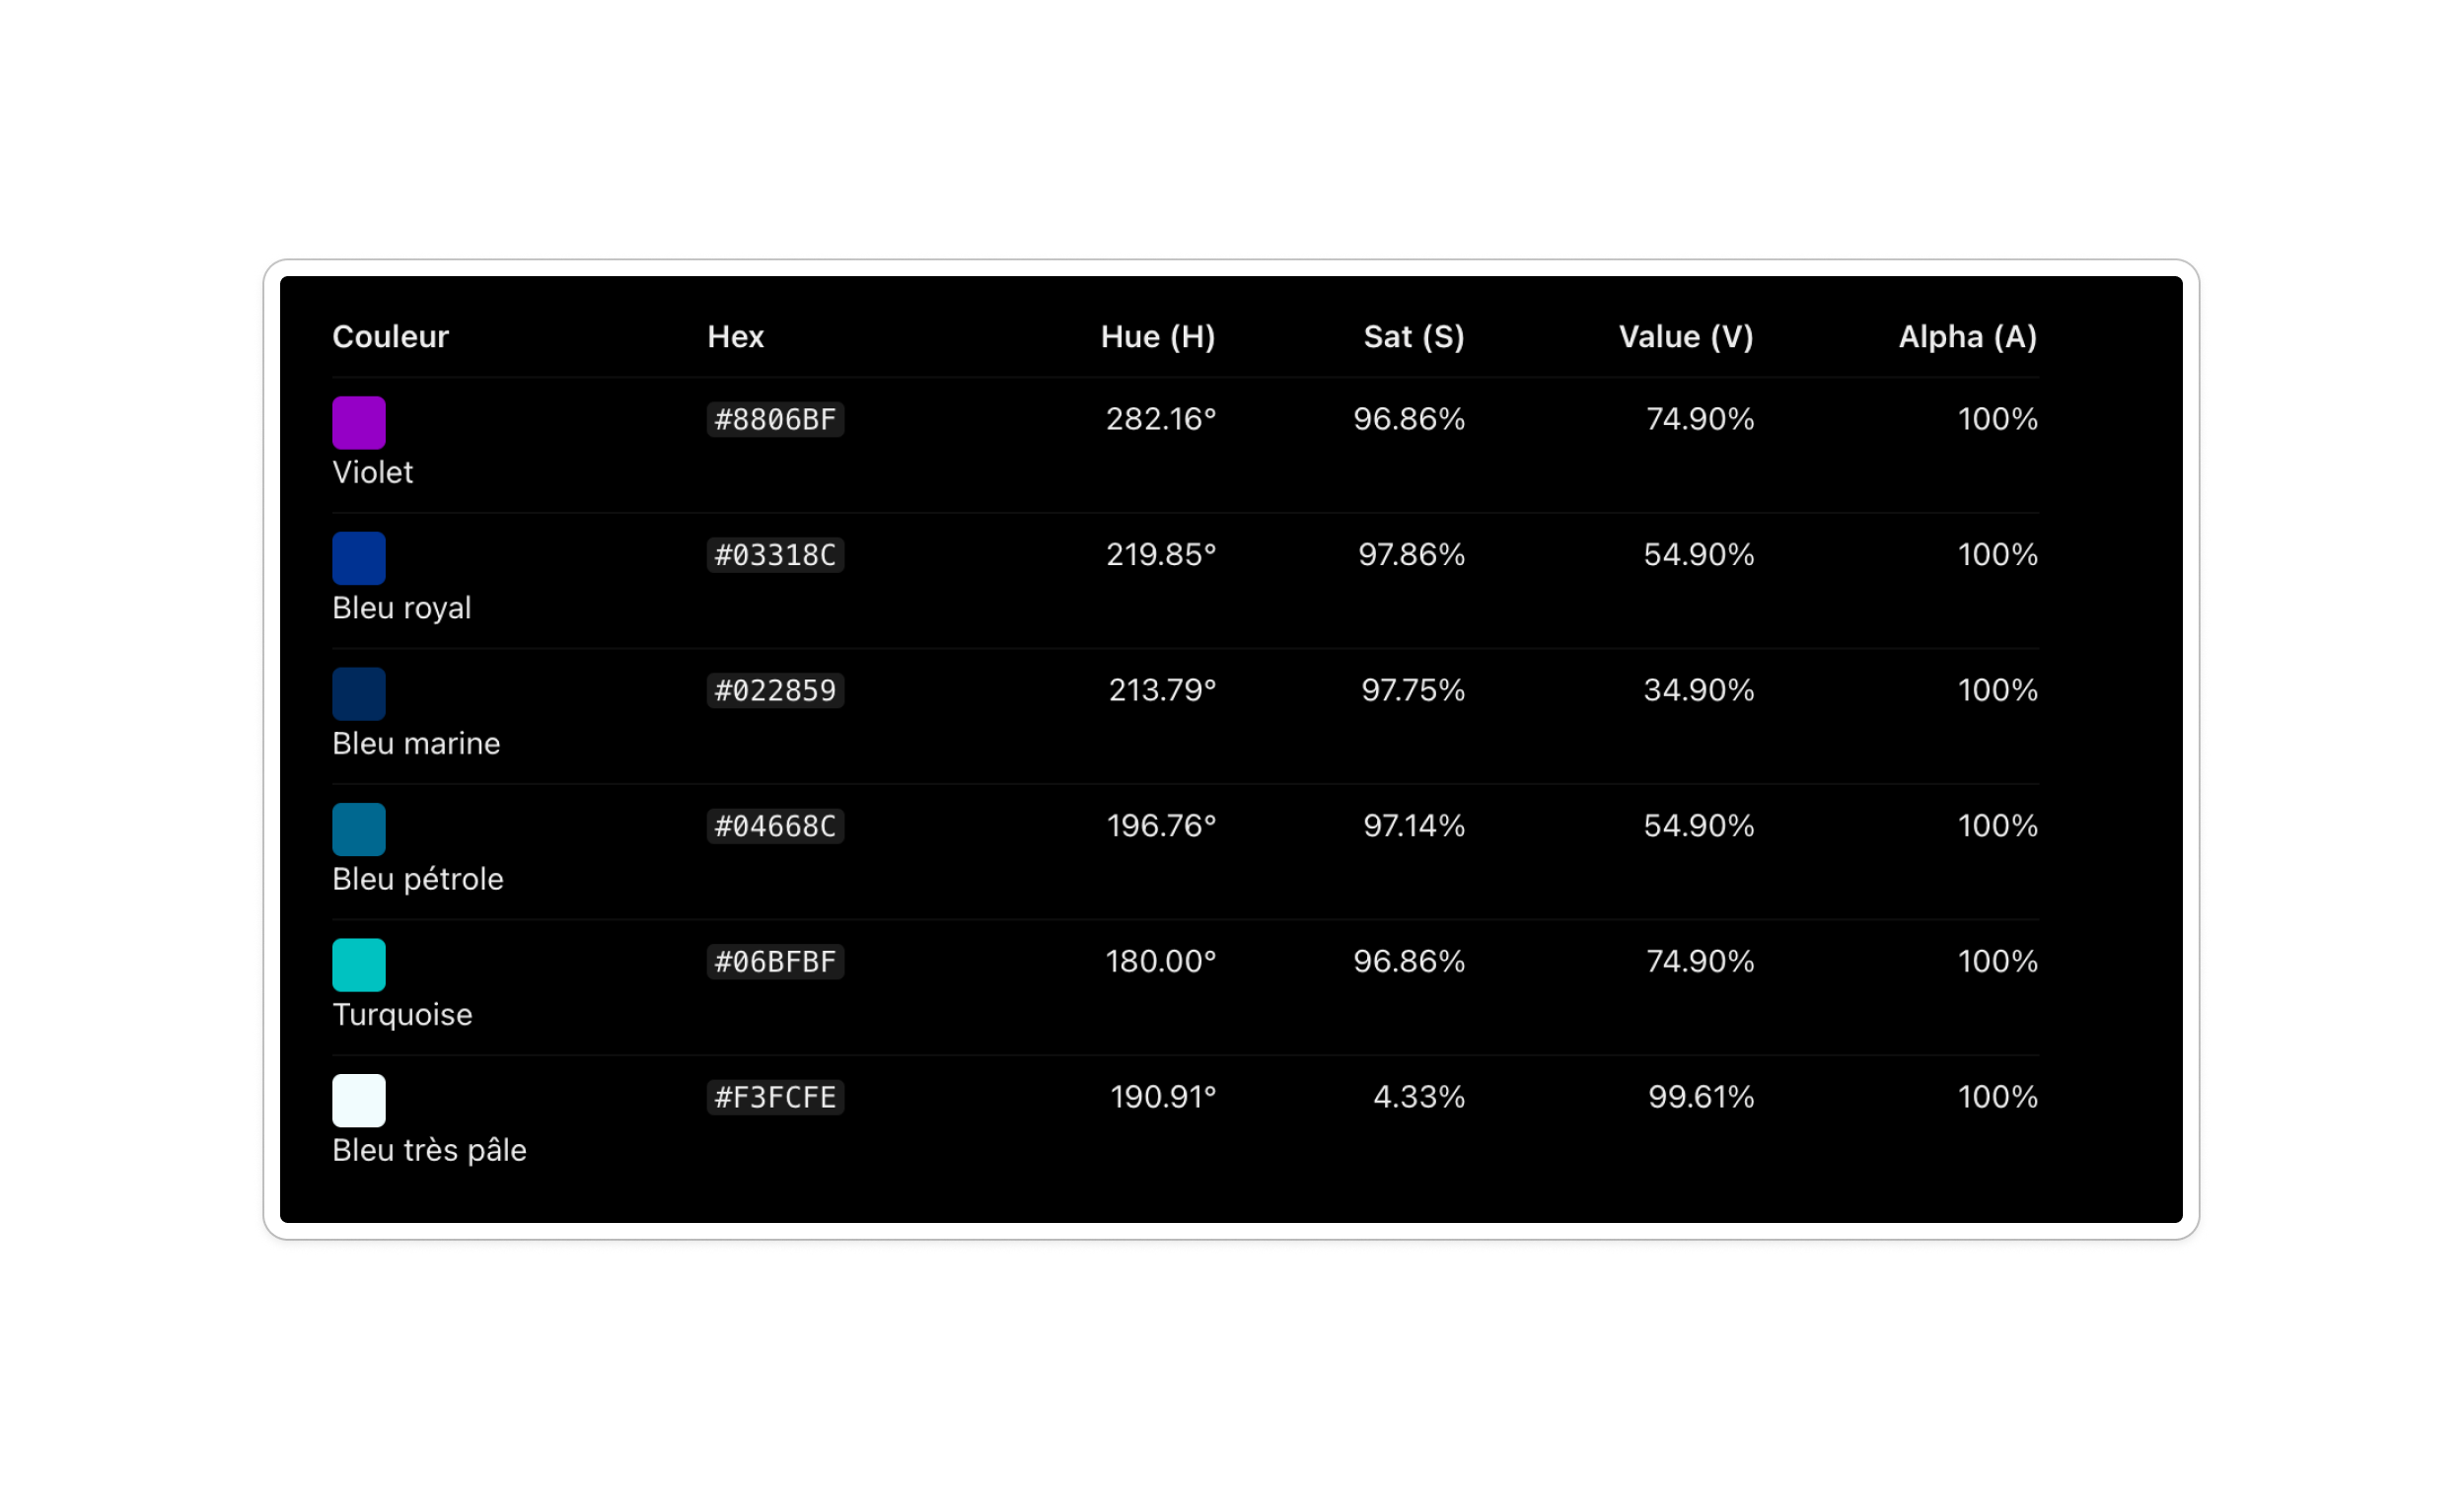 Couleur Hex Hue (H) Sat (S) Value (V) Alpha (A)
#8806BF 282.16° 96.86% 74.90% 100%
Violet
#03318C 219.85° 97.86% 54.90% 100%
Bleu royal
#022859 213.79° 97.75% 34.90% 100%
Bleu marine
#04668C 196.76° 97.14% 54.90% 100%
Bleu pétrole
#06BFBF 180.00° 96.86% 74.90% 100%
Turquoise
#F3FCFE 190.91° 4.33% 99.61% 100%
Bleu très pâle